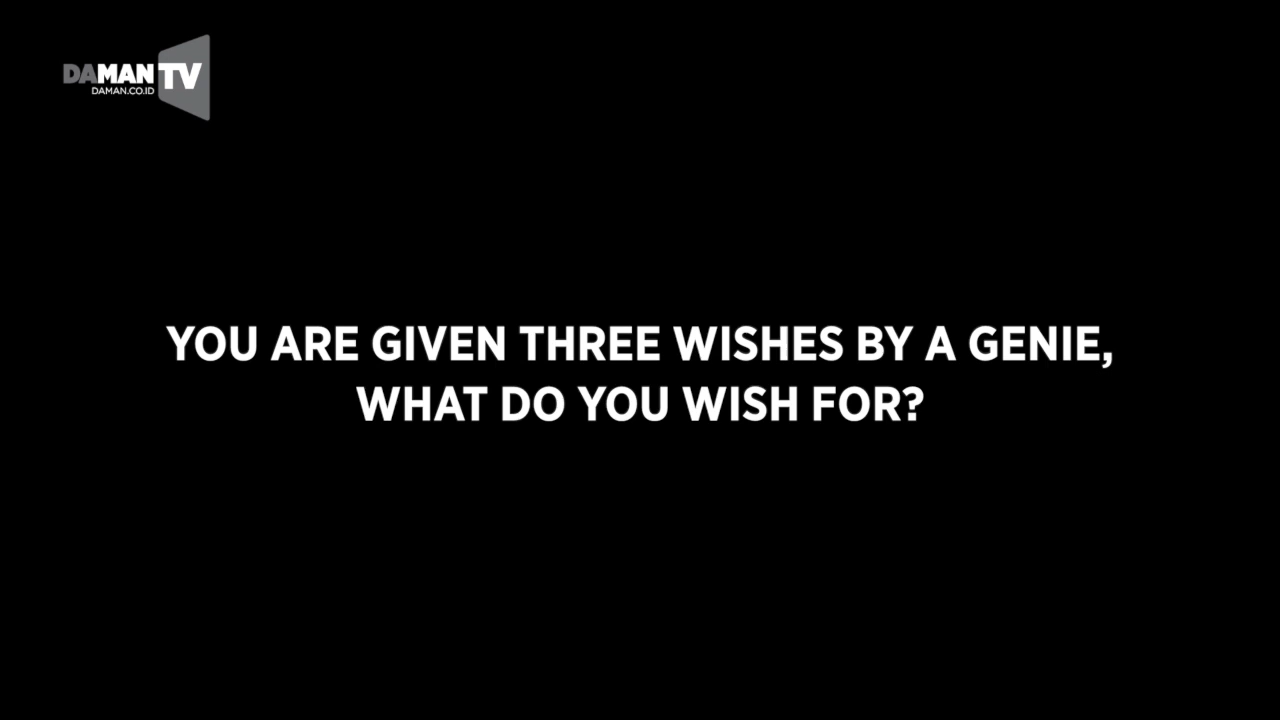 DAMAN TV
DAMAN.CO.ID
YOU ARE GIVEN THREE WISHES BY A GENIE,
WHAT DO YOU WISH FOR?